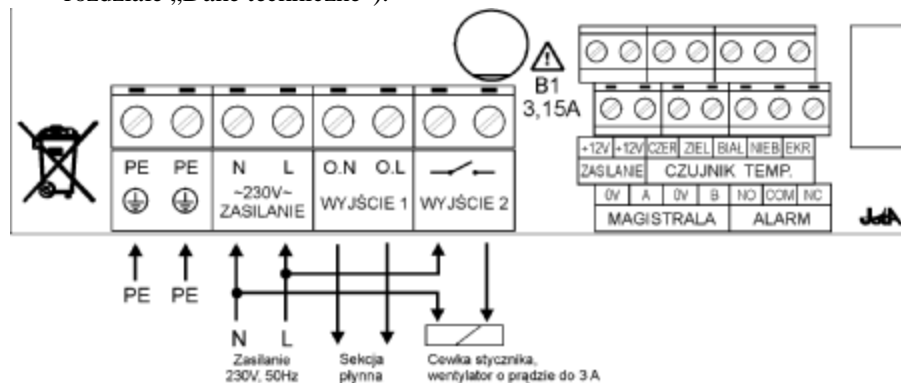 rozdziale „Dane techniczne").
B1
3,15A
+12V +12V CZER ZIEL BIAŁ NIEB EKR
ZASILANIE CZUJNIK TEMP.
0V A 0V B NO COM NC
MAGISTRALA ALARM
JotA
PE PE N L O.N O.L
~230V~
ZASILANIE WYJŚCIE 1 WYJŚCIE 2
PE PE
N L
Zasilanie
230V, 50Hz
Sekcja
płynna
Cewka stycznika,
wentylator o prądzie do 3 A